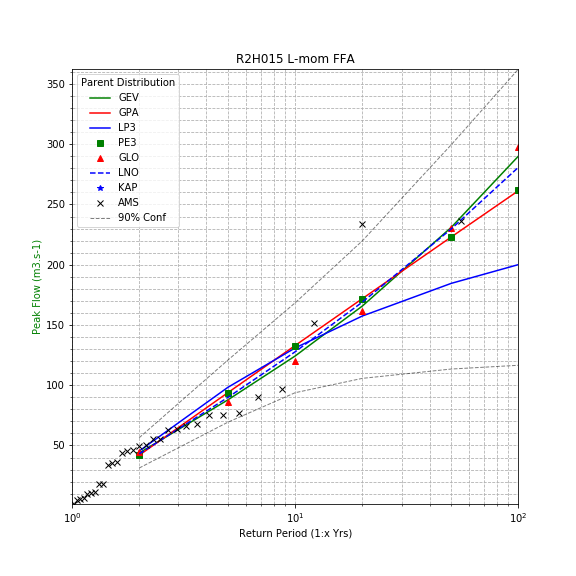 R2H015 L-mom FFA
Parent Distribution
GEV
GPA
LP3
PE3
GLO
LNO
KAP
AMS
90% Conf
Peak Flow (m3.s-1)
350
300
250
200
150
100
50
10⁰
10¹
10²
Return Period (1:x Yrs)